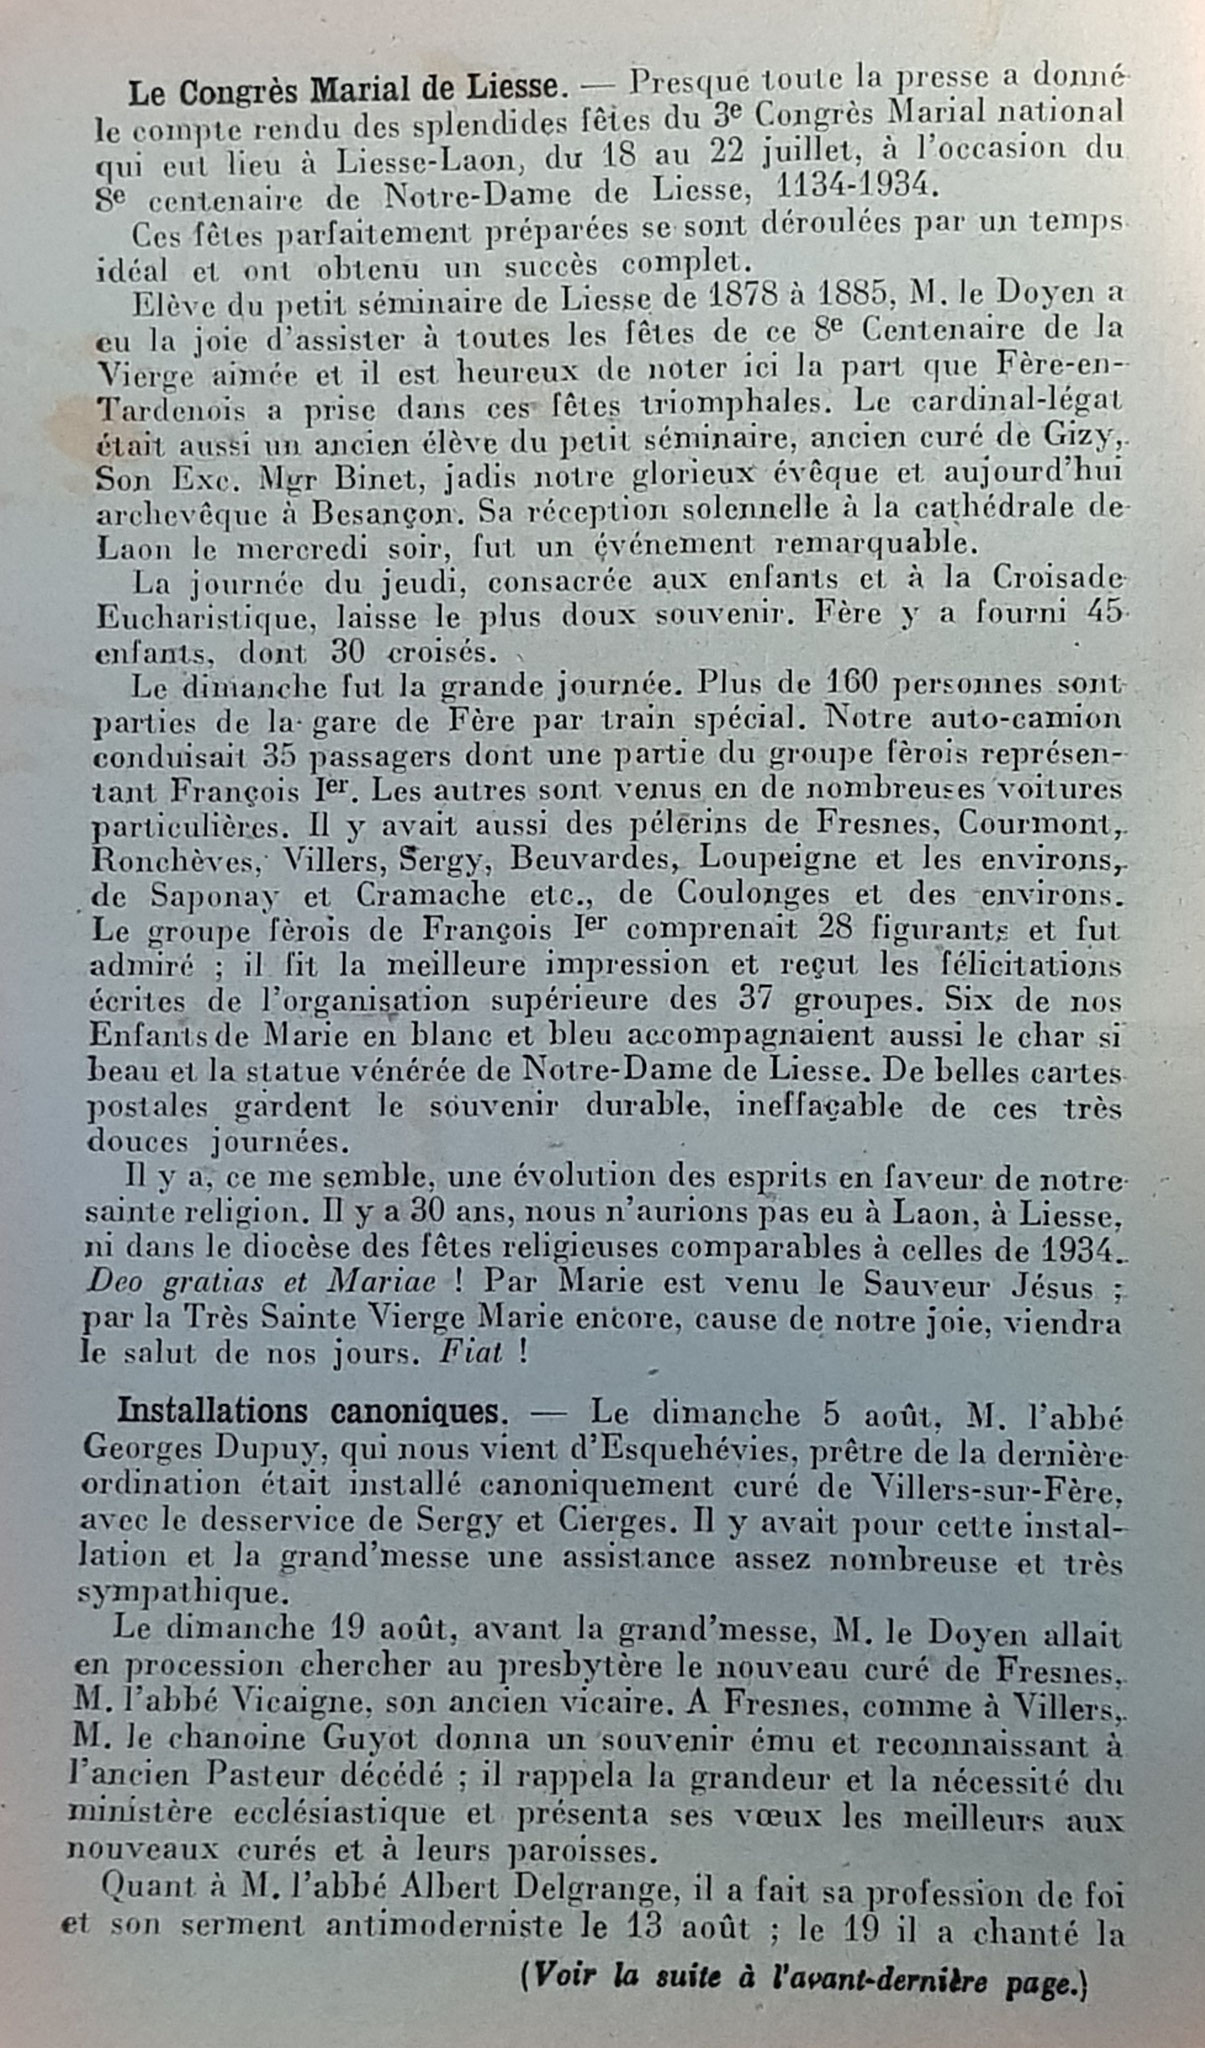 Le Congrès Marial de Liesse. — Presque toute la presse a donné
le compte rendu des splendides fêtes du 3e Congrès Marial national
qui eut lieu à Liesse-Laon, du 18 au 22 juillet, à l'occasion du
8e centenaire de Notre-Dame de Liesse, 1134-1934.
Ces fêtes parfaitement préparées se sont déroulées par un temps
idéal et ont obtenu un succès complet.
Elève du petit séminaire de Liesse de 1878 à 1885, M. le Doyen a
eu la joie d'assister à toutes les fêtes de ce 8e Centenaire de la
Vierge aimée et il est heureux de noter ici la part que Fère-en-
Tardenois a prise dans ces fêtes triomphales. Le cardinal-légat
était aussi un ancien élève du petit séminaire, ancien curé de Gizy,
Son Exc. Mgr Binet, jadis notre glorieux évêque et aujourd'hui
archevêque à Besançon. Sa réception solennelle à la cathédrale de
Laon le mercredi soir, fut un événement remarquable.
La journée du jeudi, consacrée aux enfants et à la Croisade
Eucharistique, laisse le plus doux souvenir. Fère y a fourni 45
enfants, dont 30 croisés.
Le dimanche fut la grande journée. Plus de 160 personnes sont
parties de la gare de Fère par train spécial. Notre auto-camion
conduisait 35 passagers dont une partie du groupe fèrois représen-
tant François Ier. Les autres sont venus en de nombreuses voitures
particulières. Il y avait aussi des pélerins de Fresnes, Courmont,
Ronchèves, Villers, Sergy, Beuvardes, Loupeigne et les environs,
de Saponay et Cramache etc., de Coulonges et des environs.
Le groupe fèrois de François Ier comprenait 28 figurants et fut
admiré ; il fit la meilleure impression et reçut les félicitations
écrites de l'organisation supérieure des 37 groupes. Six de nos
Enfants de Marie en blanc et bleu accompagnaient aussi le char si
beau et la statue vénérée de Notre-Dame de Liesse. De belles cartes
postales gardent le souvenir durable, ineffaçable de ces très
douces journées.
Il y a, ce me semble, une évolution des esprits en faveur de notre
sainte religion. Il y a 30 ans, nous n'aurions pas eu à Laon, à Liesse,
ni dans le diocèse des fêtes religieuses comparables à celles de 1934.
Deo gratias et Mariae ! Par Marie est venu le Sauveur Jésus ;
par la Très Sainte Vierge Marie encore, cause de notre joie, viendra
le salut de nos jours. Fiat !
Installations canoniques. — Le dimanche 5 août, M. l'abbé
Georges Dupuy, qui nous vient d'Esquehévies, prêtre de la dernière
ordination était installé canoniquement curé de Villers-sur-Fère,
avec le desservice de Sergy et Cierges. Il y avait pour cette instal-
lation et la grand'messe une assistance assez nombreuse et très
sympathique.
Le dimanche 19 août, avant la grand'messe, M. le Doyen allait
en procession chercher au presbytère le nouveau curé de Fresnes,
M. l'abbé Vicaigne, son ancien vicaire. A Fresnes, comme à Villers,
M. le chanoine Guyot donna un souvenir ému et reconnaissant à
l'ancien Pasteur décédé ; il rappela la grandeur et la nécessité du
ministère ecclésiastique et présenta ses vœux les meilleurs aux
nouveaux curés et à leurs paroisses.
Quant à M. l'abbé Albert Delgrange, il a fait sa profession de foi
et son serment antimoderniste le 13 août ; le 19 il a chanté la
(Voir la suite à l'avant-dernière page.)